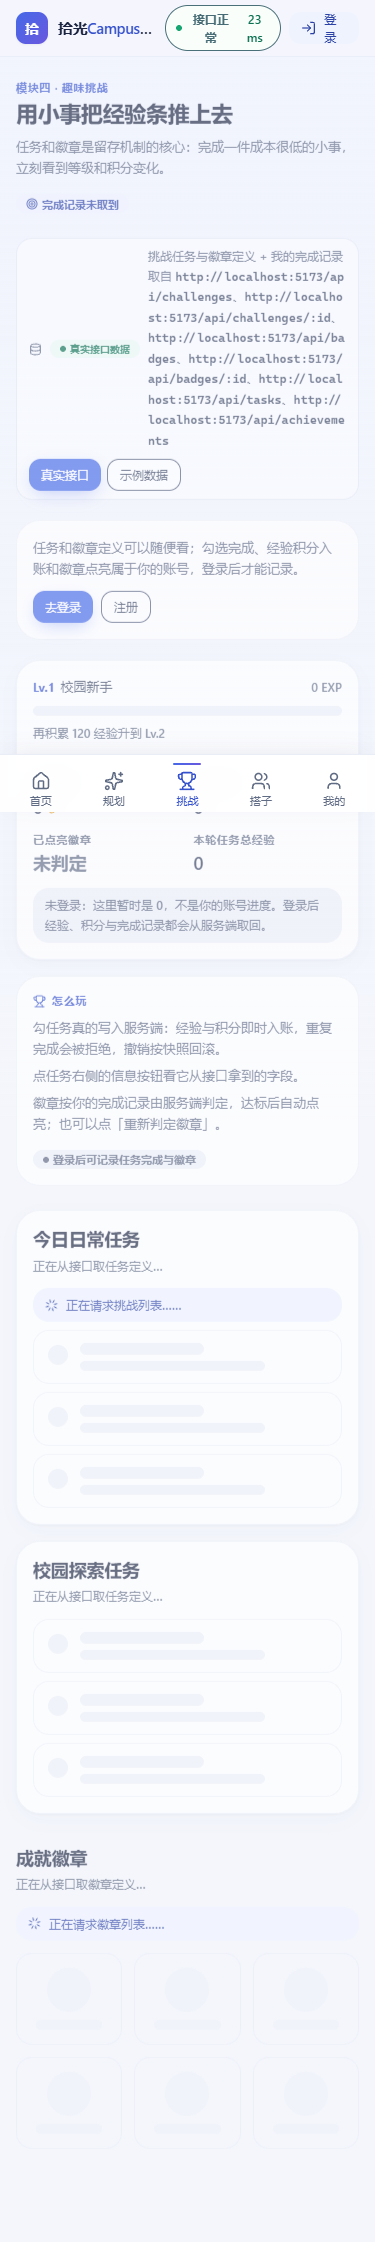 拾
拾光Campus...
接口正常
23 ms
登录
模块四 · 趣味挑战
用小事把经验条推上去
任务和徽章是留存机制的核心：完成一件成本很低的小事，
立刻看到等级和积分变化。
完成记录未取到
真实接口数据
挑战任务与徽章定义 + 我的完成记录
取自 http://localhost:5173/ap
i/challenges、http://localho
st:5173/api/challenges/:id、
http://localhost:5173/api/ba
dges、http://localhost:5173/
api/badges/:id、http://local
host:5173/api/tasks、http://
localhost:5173/api/achieveme
nts
真实接口
示例数据
任务和徽章定义可以随便看；勾选完成、经验积分入
账和徽章点亮属于你的账号，登录后才能记录。
去登录
注册
Lv.1 校园新手
0 EXP
再积累 120 经验升到 Lv.2
首页
规划
挑战
搭子
我的
已点亮徽章
本轮任务总经验
未判定
0
未登录：这里暂时是 0，不是你的账号进度。登录后
经验、积分与完成记录都会从服务端取回。
怎么玩
勾任务真的写入服务端：经验与积分即时入账，重复
完成会被拒绝，撤销按快照回滚。
点任务右侧的信息按钮看它从接口拿到的字段。
徽章按你的完成记录由服务端判定，达标后自动点
亮；也可以点「重新判定徽章」。
登录后可记录任务完成与徽章
今日日常任务
正在从接口取任务定义...
正在请求挑战列表......
校园探索任务
正在从接口取任务定义...
成就徽章
正在从接口取徽章定义...
正在请求徽章列表......